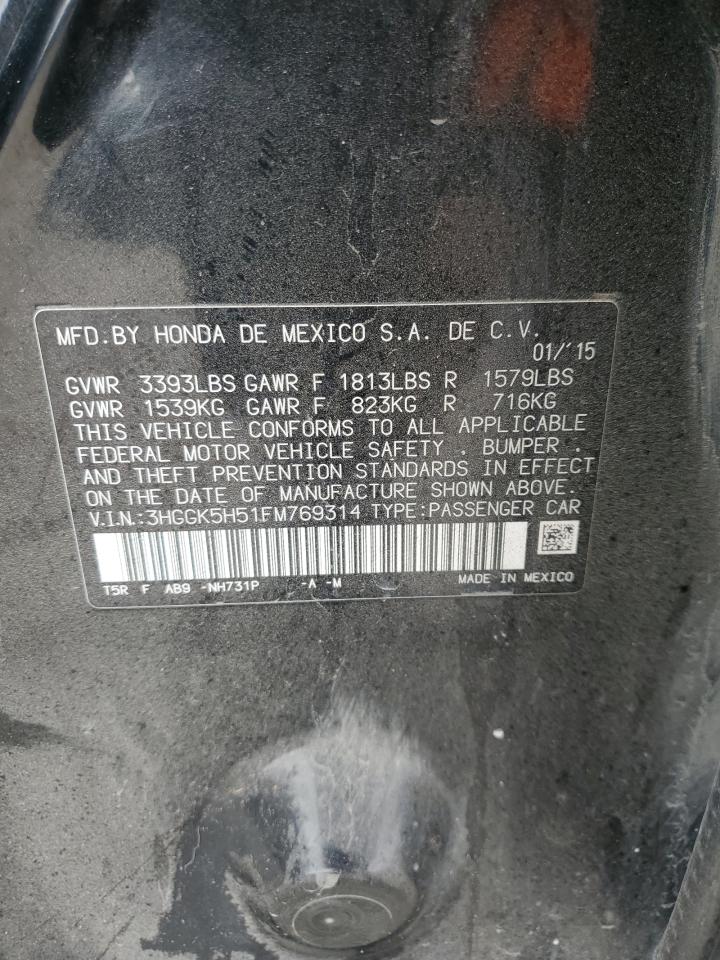 MFD.BY HONDA DE MEXICO S.A. DE C.V.
01/'15
GVWR 3393LBS GAWR F 1813LBS R 1579LBS
GVWR 1539KG GAWR F 823KG R 716KG
THIS VEHICLE CONFORMS TO ALL APPLICABLE
FEDERAL MOTOR VEHICLE SAFETY . BUMPER .
AND THEFT PREVENTION STANDARDS IN EFFECT
ON THE DATE OF MANUFACTURE SHOWN ABOVE.
V.I.N.:3HGGK5H51FM769314 TYPE:PASSENGER CAR
T5R F AB9 -NH731P -A -M MADE IN MEXICO